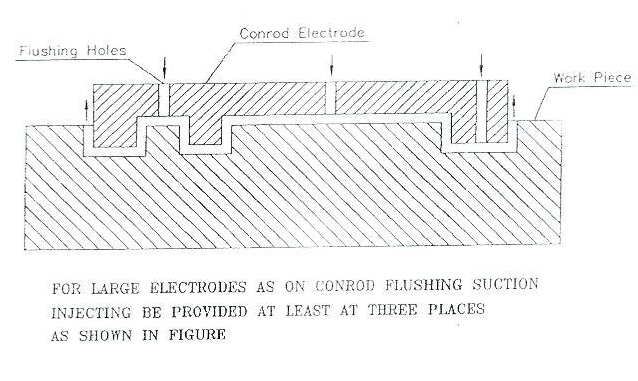 Conrod Electrode
Flushing Holes
Work Piece
FOR LARGE ELECTRODES AS ON CONROD FLUSHING SUCTION
INJECTING BE PROVIDED AT LEAST AT THREE PLACES
AS SHOWN IN FIGURE